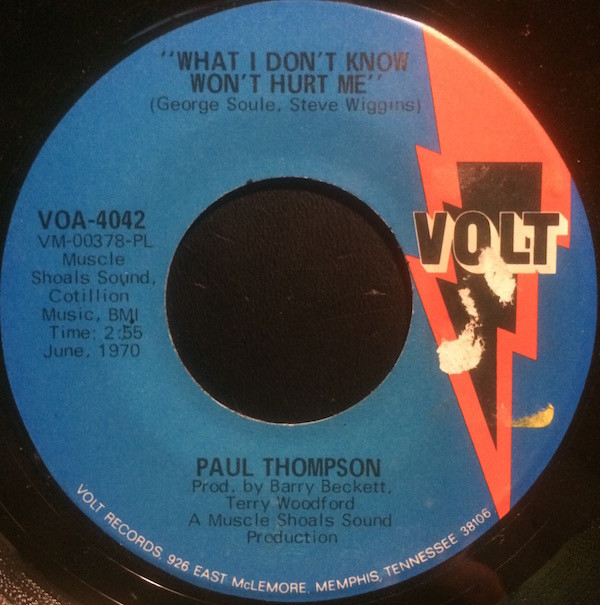 "WHAT I DON'T KNOW
WON'T HURT ME"
(George Soule, Steve Wiggins)
VOA-4042
VM-00378-PL
Muscle
Shoals Sound,
Cotillion
Music, BMI
Time: 2:55
June, 1970
VOLT
PAUL THOMPSON
Prod. by Barry Beckett,
Terry Woodford
A Muscle Shoals Sound
Production
VOLT RECORDS, 926 EAST McLEMORE, MEMPHIS, TENNESSEE 38106